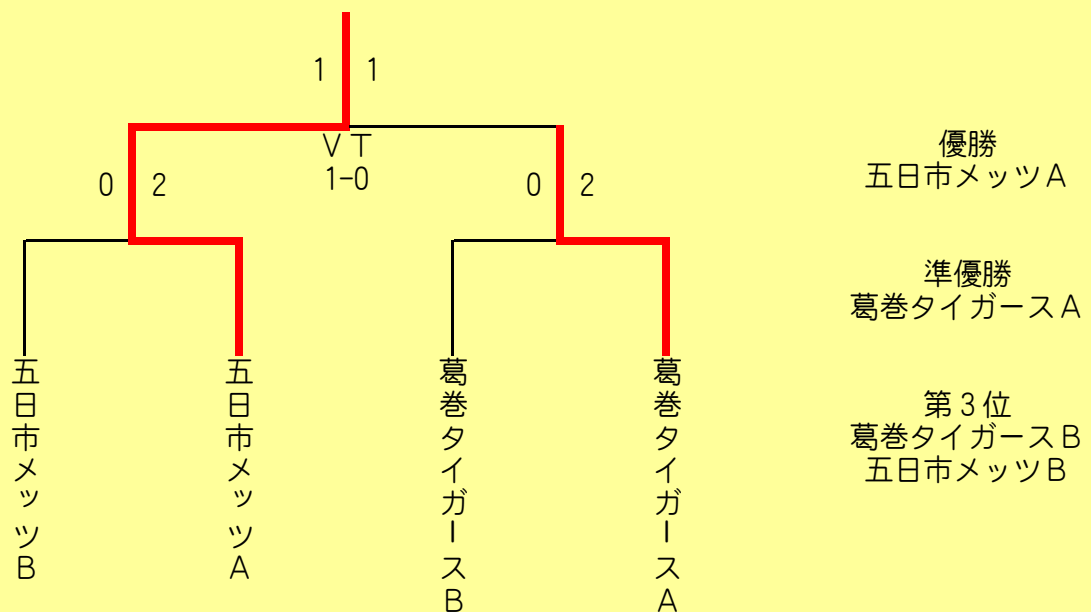 1 1
ＶＴ
1-0
0 2
0 2
五日市メッツＢ
五日市メッツＡ
葛巻タイガースＢ
葛巻タイガースＡ
優勝
五日市メッツＡ
準優勝
葛巻タイガースＡ
第３位
葛巻タイガースＢ
五日市メッツＢ